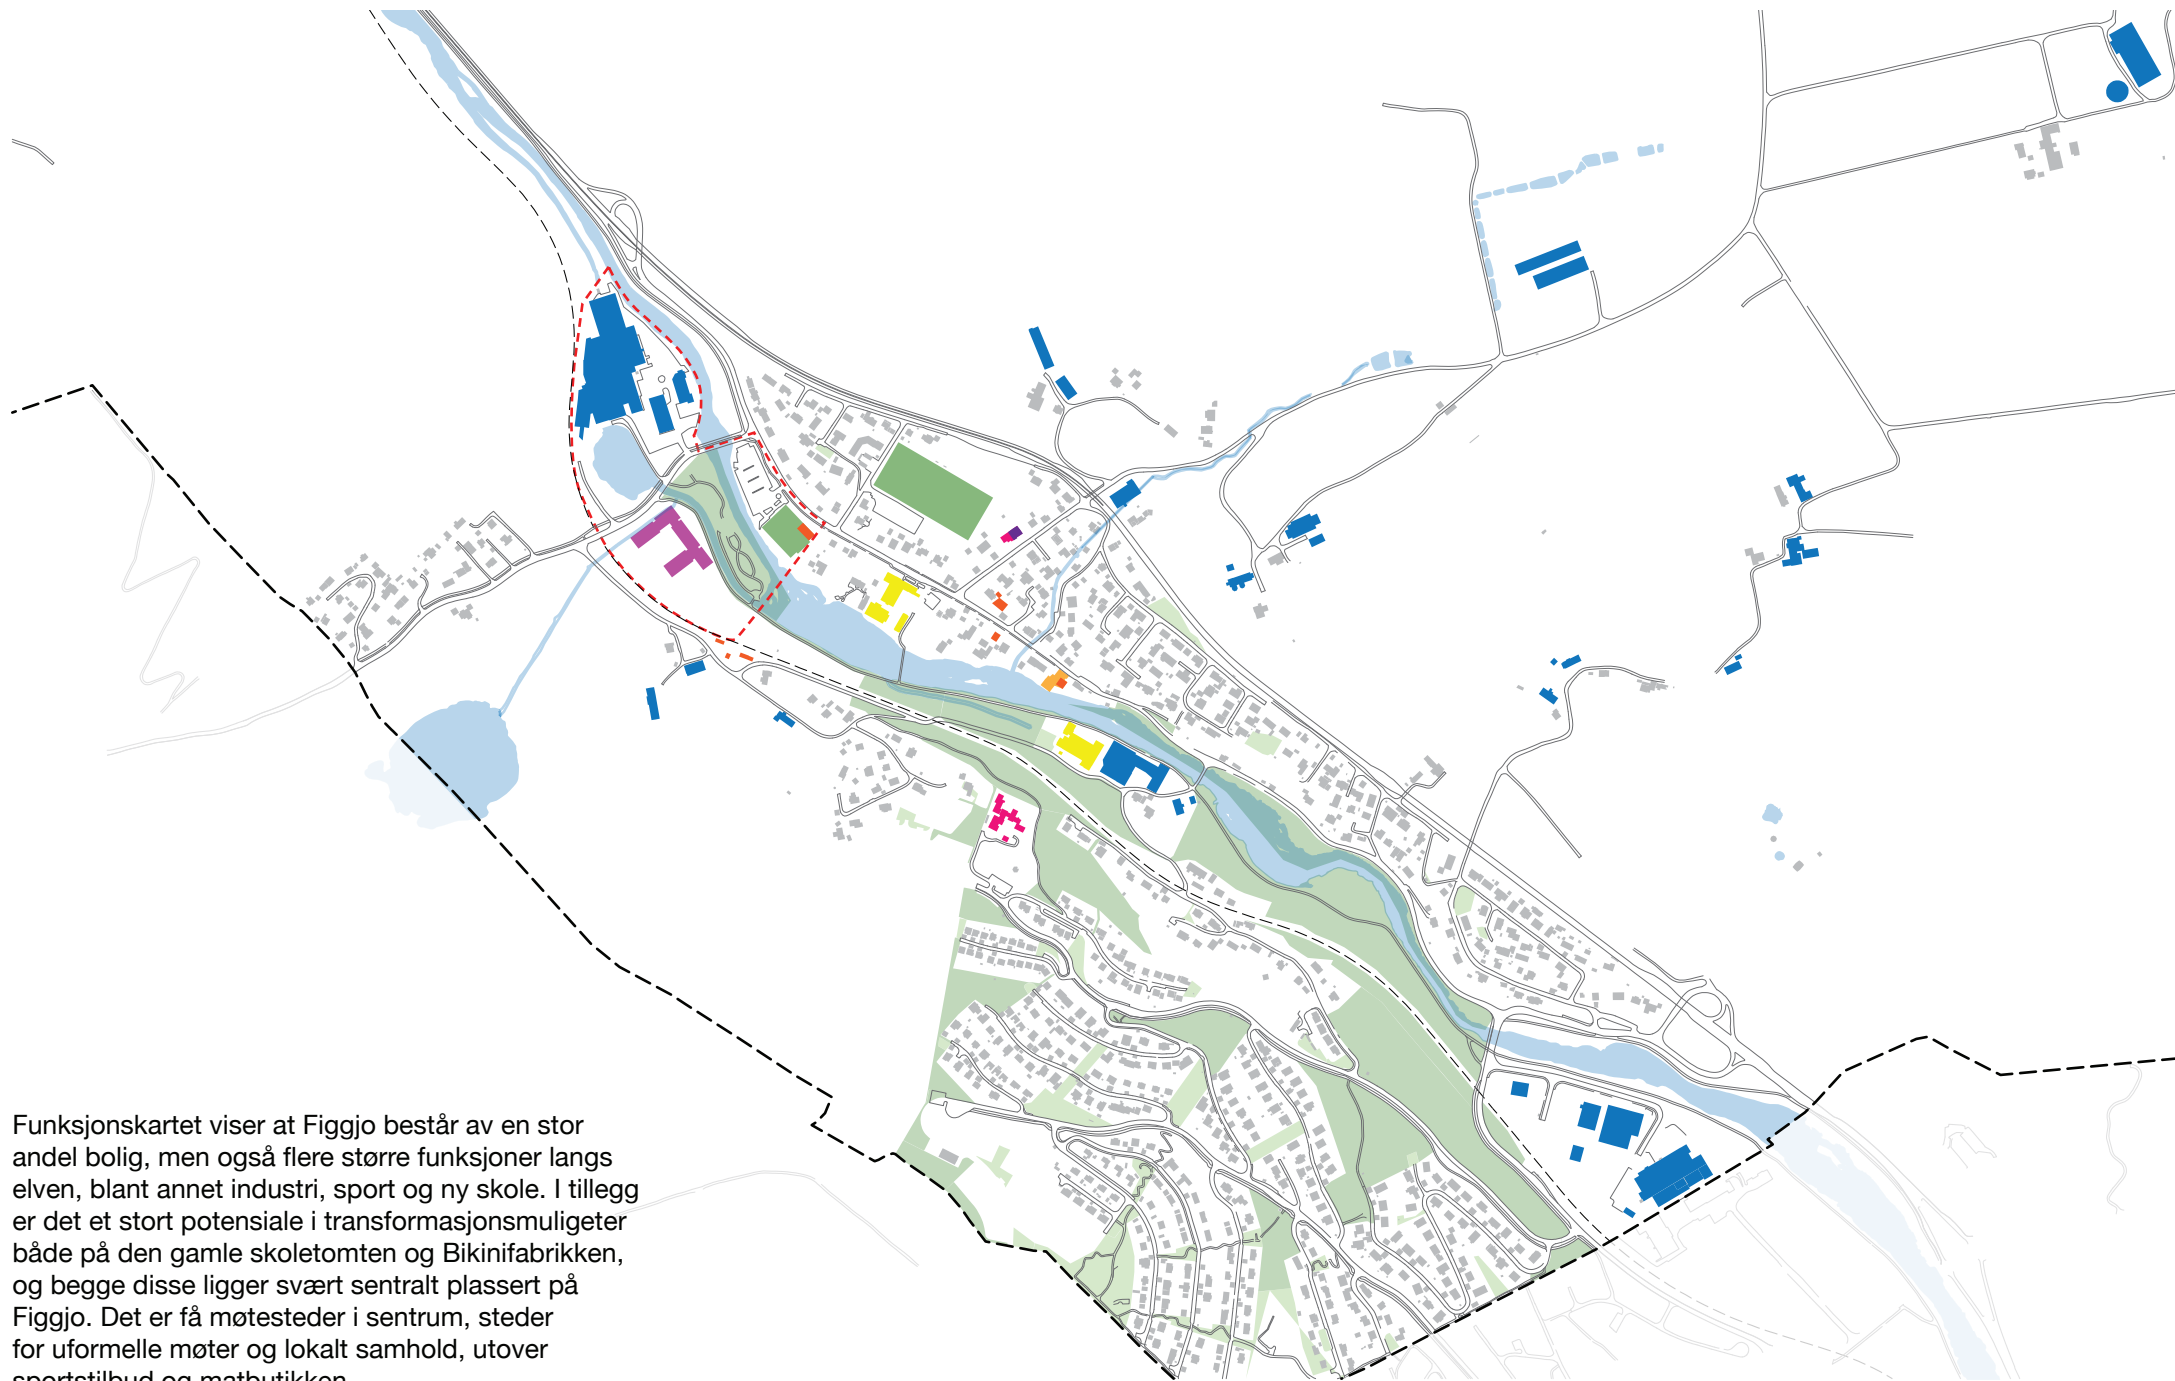 Funksjonskartet viser at Figgjo består av en stor
andel bolig, men også flere større funksjoner langs
elven, blant annet industri, sport og ny skole. I tillegg
er det et stort potensiale i transformasjonsmuligeter
både på den gamle skoletomten og Bikinifabrikken,
og begge disse ligger svært sentralt plassert på
Figgjo. Det er få møtesteder i sentrum, steder
for uformelle møter og lokalt samhold, utover
sportstilbud og matbutikken